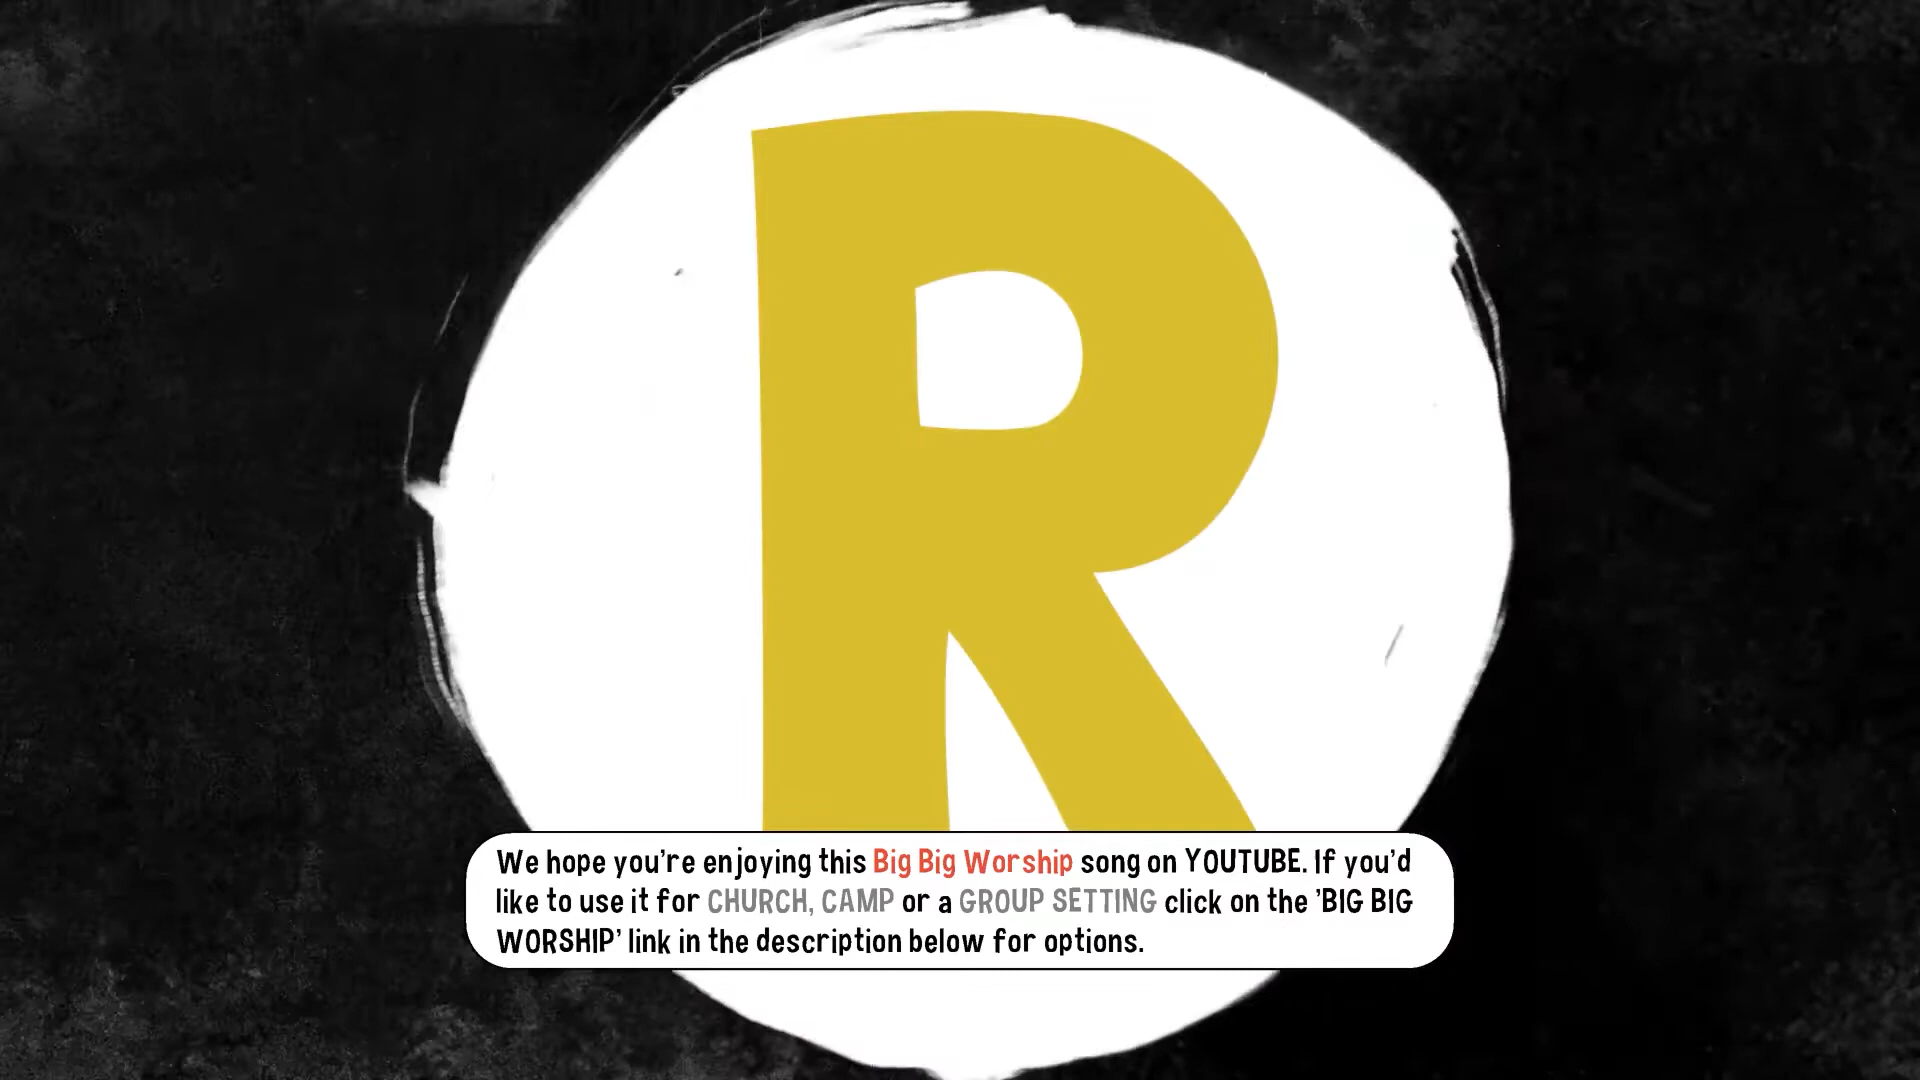 R
We hope you're enjoying this Big Big Worship song on YOUTUBE. If you'd
like to use it for CHURCH, CAMP or a GROUP SETTING click on the 'BIG BIG
WORSHIP' link in the description below for options.